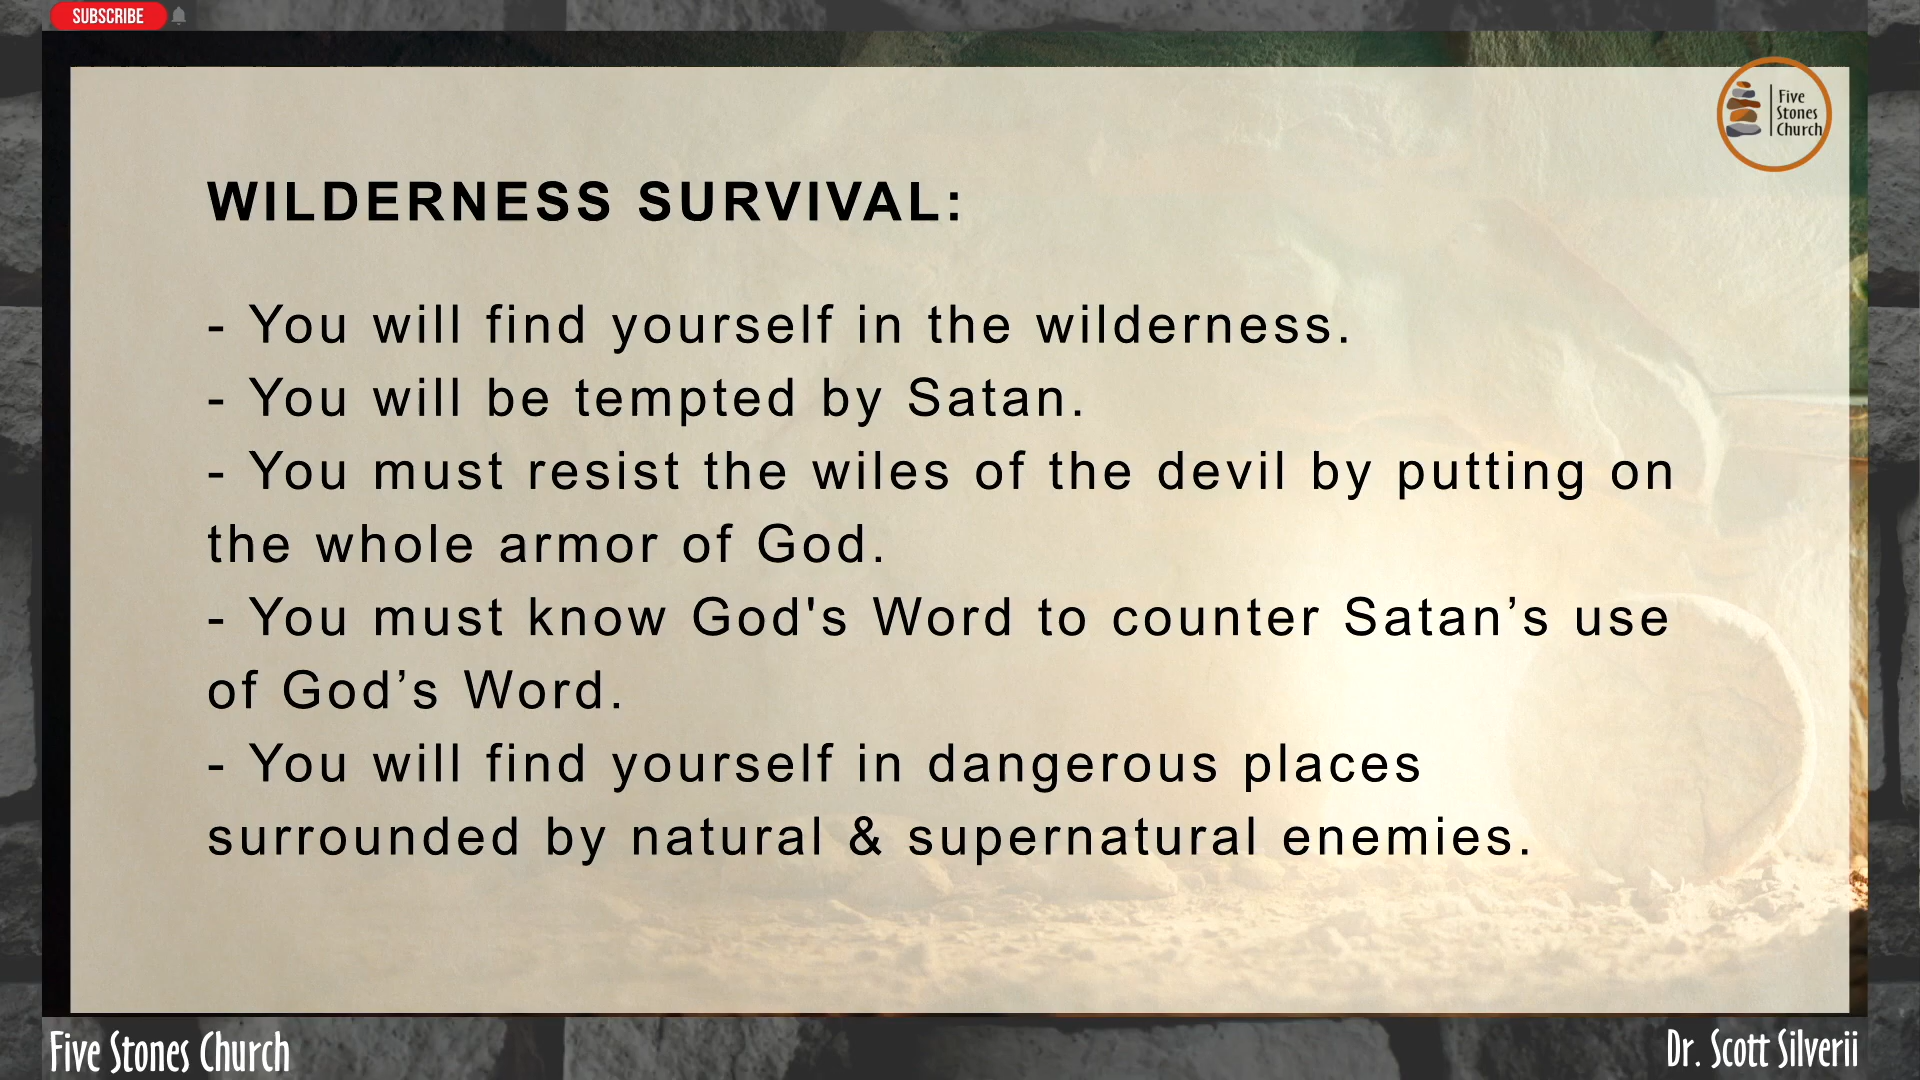 SUBSCRIBE
Five
Stones
Church
WILDERNESS SURVIVAL:
- You will find yourself in the wilderness.
- You will be tempted by Satan.
- You must resist the wiles of the devil by putting on
the whole armor of God.
- You must know God's Word to counter Satan’s use
of God’s Word.
- You will find yourself in dangerous places
surrounded by natural & supernatural enemies.
Five Stones Church
Dr. Scott Silverii